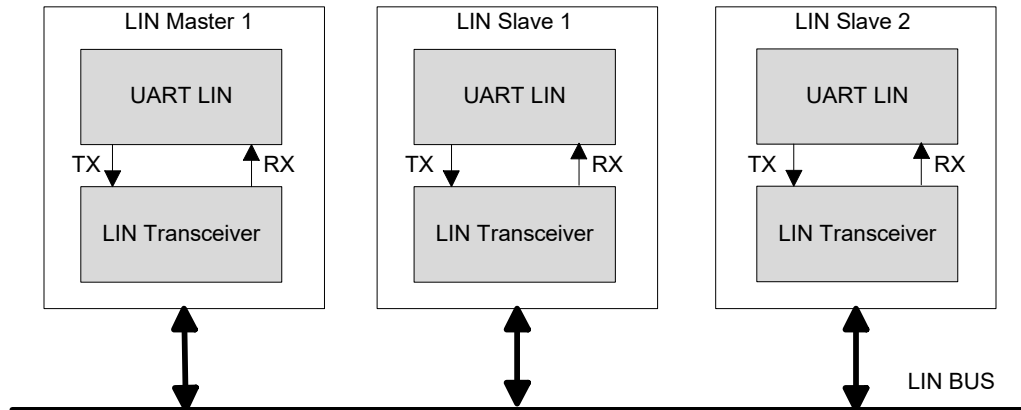 LIN Master 1
UART LIN
TX
RX
LIN Transceiver
LIN Slave 1
UART LIN
TX
RX
LIN Transceiver
LIN Slave 2
UART LIN
TX
RX
LIN Transceiver
LIN BUS